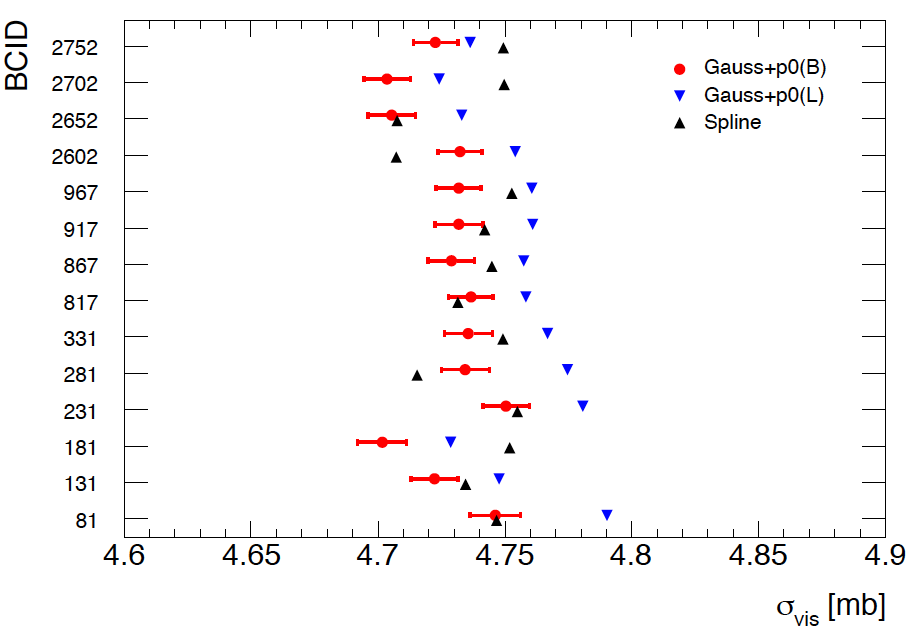 BCID
2752
2702
2652
2602
967
917
867
817
331
281
231
181
131
81
Gauss+p0(B)
Gauss+p0(L)
Spline
4.6 4.65 4.7 4.75 4.8 4.85 4.9
σvis [mb]